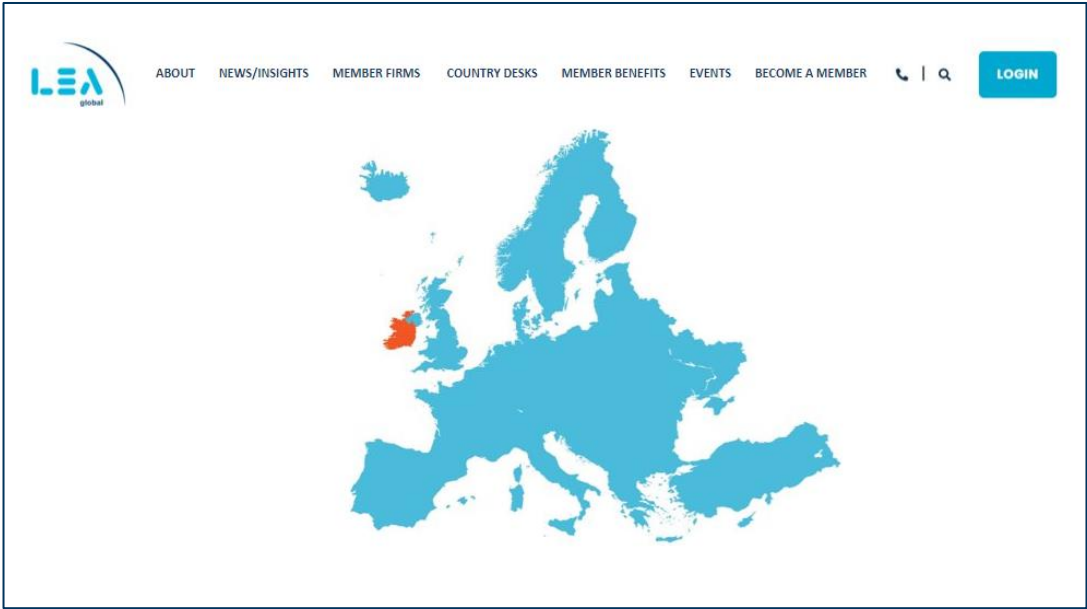 LEA
global
ABOUT NEWS/INSIGHTS MEMBER FIRMS COUNTRY DESKS MEMBER BENEFITS EVENTS BECOME A MEMBER | LOGIN